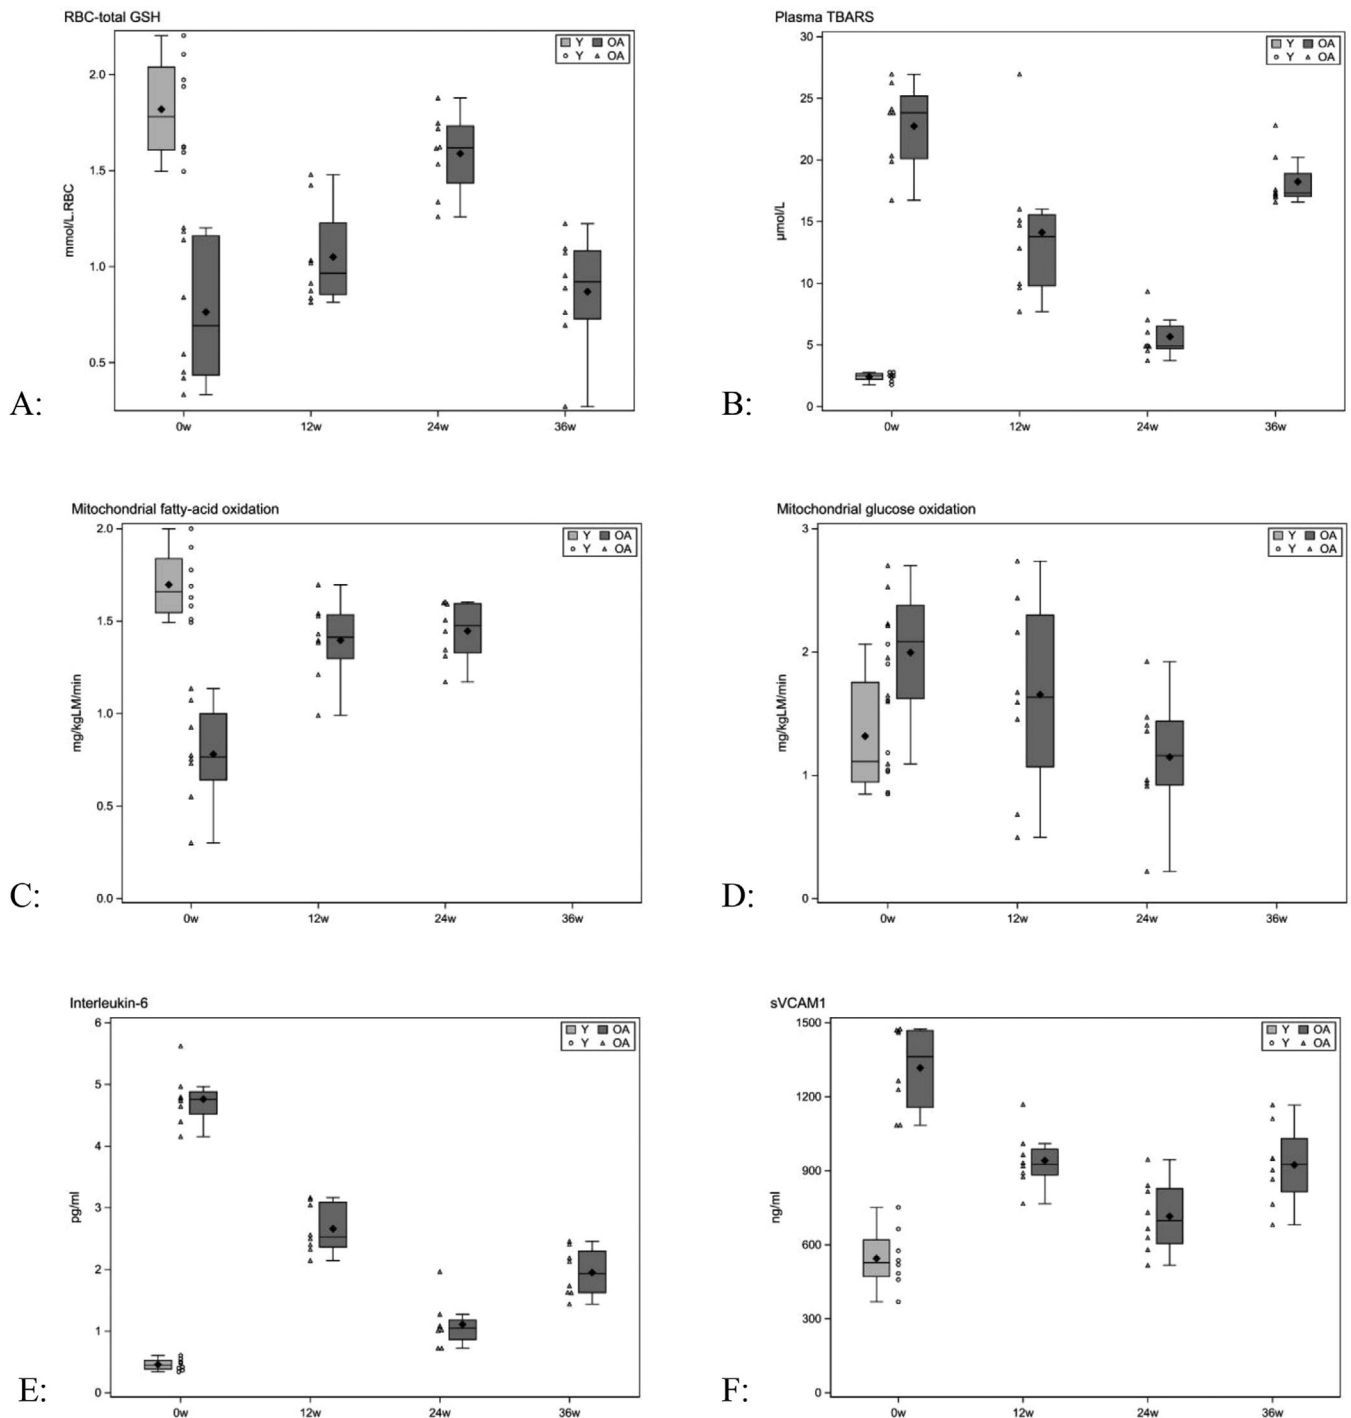 RBC-total GSH
Y OA
Y OA
2.0
1.5
1.0
0.5
mmol/L.RBC
0w 12w 24w 36w
A:
Plasma TBARS
Y OA
Y OA
30
25
20
15
10
5
0
µmol/L
0w 12w 24w 36w
B:
Mitochondrial fatty-acid oxidation
Y OA
Y OA
2.0
1.5
1.0
0.5
0.0
mg/kgLM/min
0w 12w 24w 36w
C:
Mitochondrial glucose oxidation
Y OA
Y OA
3
2
1
0
mg/kgLM/min
0w 12w 24w 36w
D:
Interleukin-6
Y OA
Y OA
6
5
4
3
2
1
0
pg/ml
0w 12w 24w 36w
E:
sVCAM1
Y OA
Y OA
1500
1200
900
600
300
0
ng/ml
0w 12w 24w 36w
F: